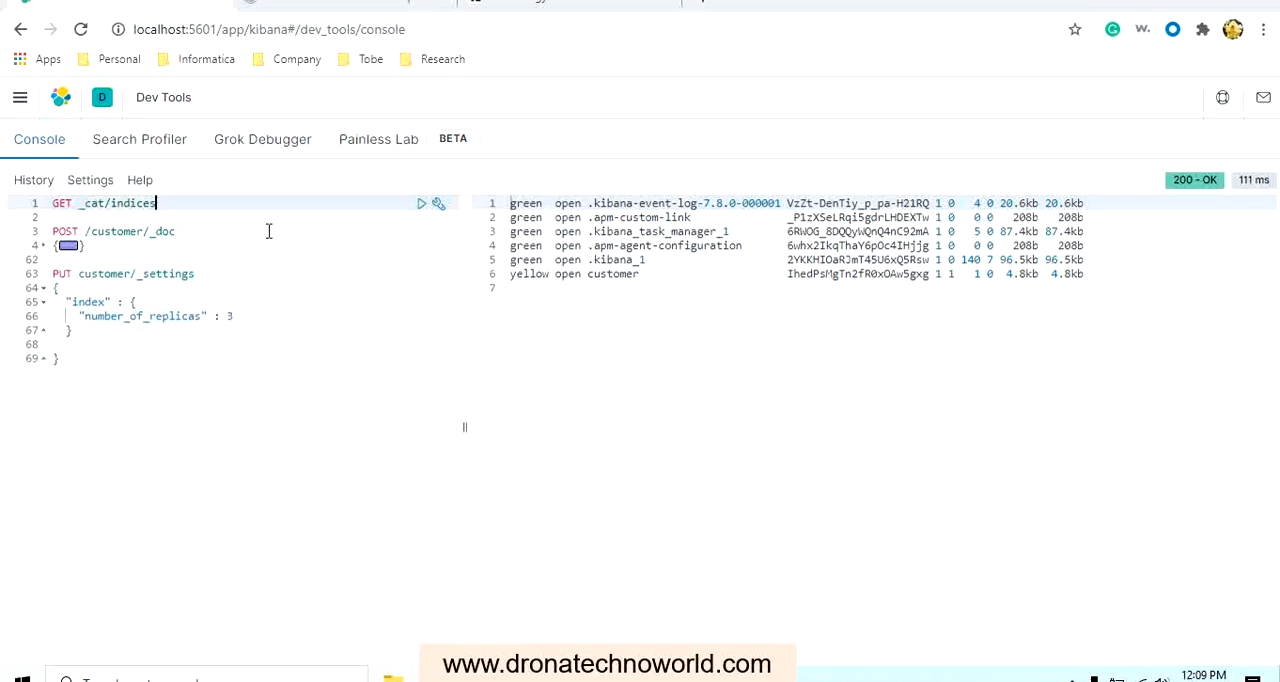 localhost:5601/app/kibana#/dev_tools/console
Apps Personal Informatica Company Tobe Research
D Dev Tools
Console Search Profiler Grok Debugger Painless Lab BETA
History Settings Help 200 - OK 111 ms
1 GET _cat/indices
2
3 POST /customer/_doc
4 { }
62
63 PUT customer/_settings
64 {
65 "index" : {
66 "number_of_replicas" : 3
67 }
68
69 }
1 green open .kibana-event-log-7.8.0-000001 VzZt-DenTiy_p_pa-H21RQ 1 0 4 0 20.6kb 20.6kb
2 green open .apm-custom-link _P1zXSeLRqi5gdrLHDEXTw 1 0 0 0 208b 208b
3 green open .kibana_task_manager_1 6RWOG_8DQQyWQnQ4nC92mA 1 0 5 0 87.4kb 87.4kb
4 green open .apm-agent-configuration 6whx2IkqThaY6pOc4IHjjg 1 0 0 0 208b 208b
5 green open .kibana_1 2YKKHIOaRJmT45U6xQ5Rsw 1 0 140 7 96.5kb 96.5kb
6 yellow open customer IhedPsMgTn2fR0xOAw5gxg 1 1 1 0 4.8kb 4.8kb
7
www.dronatechnoworld.com
12:09 PM